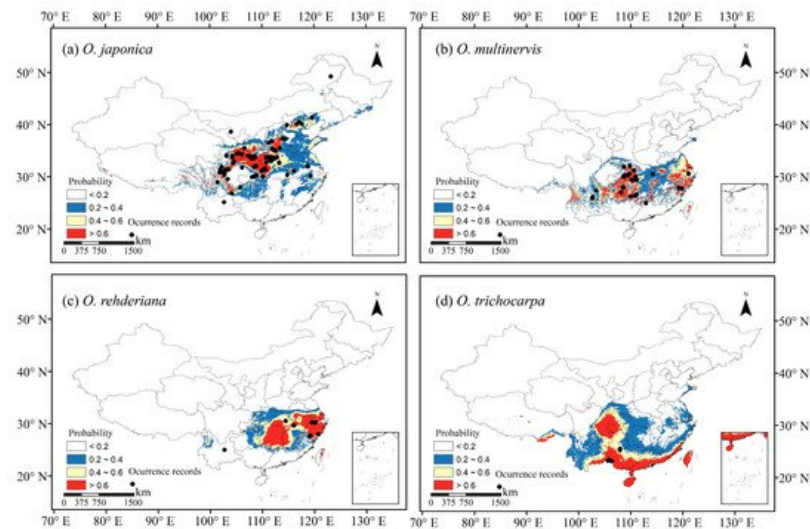 70° E 80° E 90° E 100° E 110° E 120° E 130° E 70° E 80° E 90° E 100° E 110° E 120° E 130°E
(a) O. japonica
N
50° N
40° N
30° N
20° N
Probability
< 0.2
0.2 ~ 0.4
0.4 ~ 0.6
> 0.6
Ocurrence records
km
0 375 750 1500
(b) O. multinervis
N
50° N
40° N
30° N
20° N
Probability
< 0.2
0.2 ~ 0.4
0.4 ~ 0.6
> 0.6
Ocurrence records
km
0 375 750 1500
(c) O. rehderiana
N
50° N
40° N
30° N
20° N
Probability
< 0.2
0.2 ~ 0.4
0.4 ~ 0.6
> 0.6
Ocurrence records
km
0 375 750 1500
(d) O. trichocarpa
N
50° N
40° N
30° N
20° N
Probability
< 0.2
0.2 ~ 0.4
0.4 ~ 0.6
> 0.6
Ocurrence records
km
0 375 750 1500
70° E 80° E 90° E 100° E 110° E 120° E 130° E 70° E 80° E 90° E 100° E 110° E 120° E 130° E